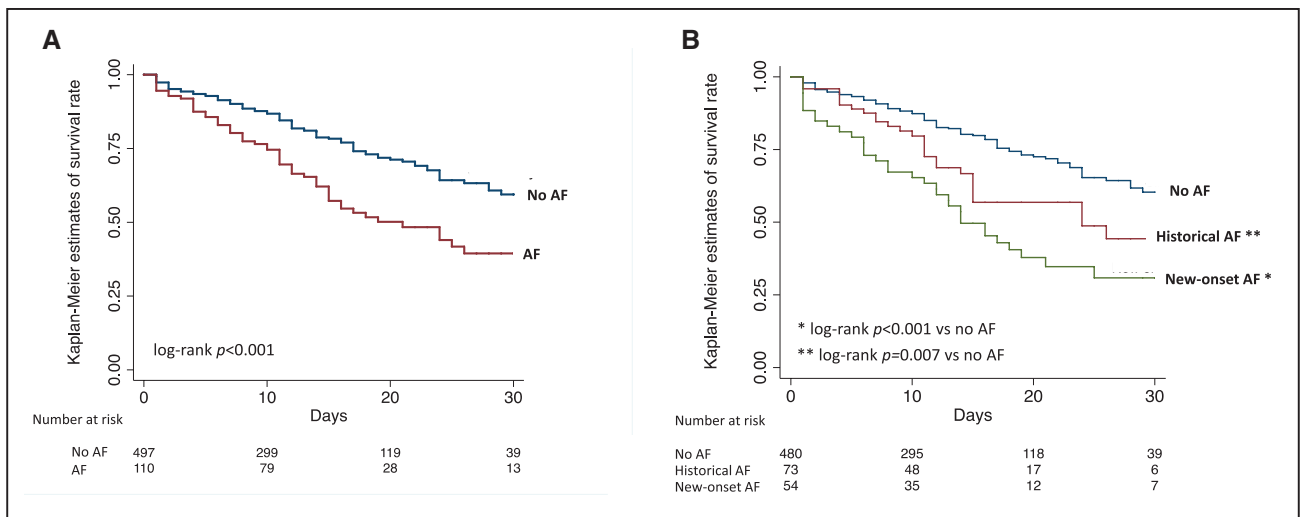 A
Kaplan-Meier estimates of survival rate
1.00
0.75
0.50
0.25
0.00
No AF
AF
log-rank p<0.001
0 10 20 30
Days
Number at risk
No AF 497 299 119 39
AF 110 79 28 13
B
Kaplan-Meier estimates of survival rate
1.00
0.75
0.50
0.25
0.00
No AF
Historical AF **
New-onset AF *
* log-rank p<0.001 vs no AF
** log-rank p=0.007 vs no AF
0 10 20 30
Days
Number at risk
No AF 480 295 118 39
Historical AF 73 48 17 6
New-onset AF 54 35 12 7